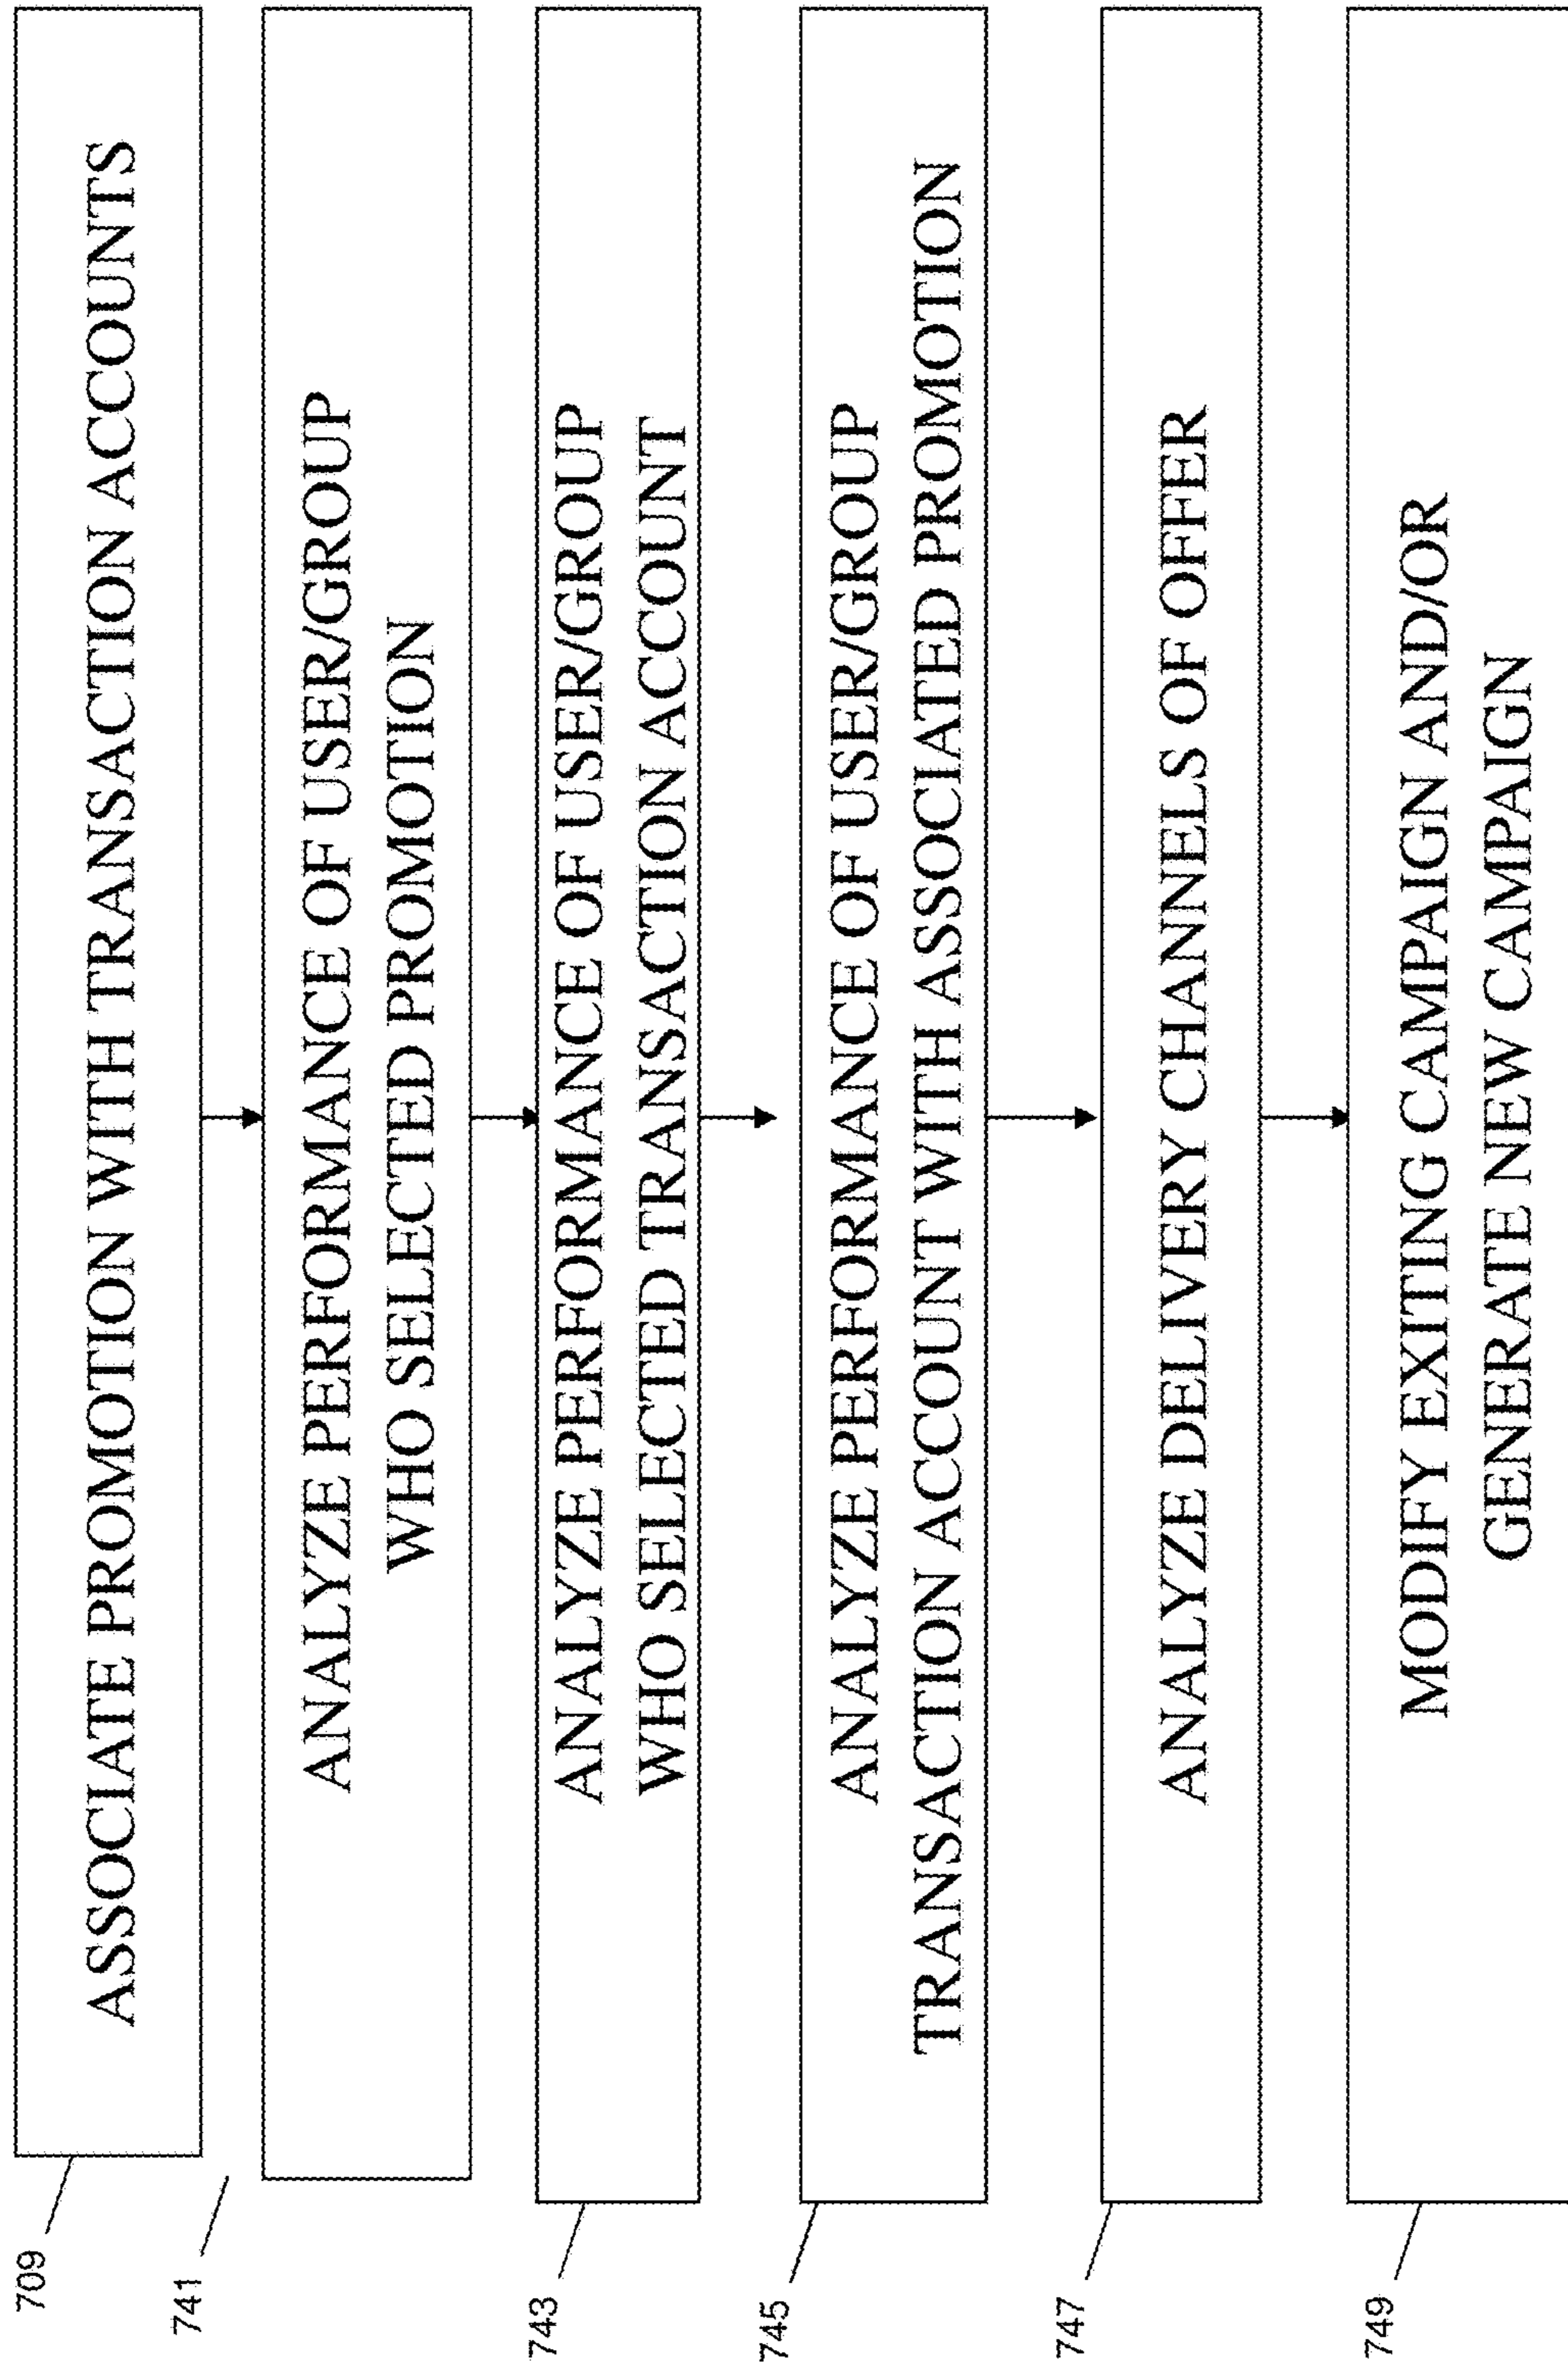 709
ASSOCIATE PROMOTION WITH TRANSACTION ACCOUNTS
741
ANALYZE PERFORMANCE OF USER/GROUP
WHO SELECTED PROMOTION
743
ANALYZE PERFORMANCE OF USER/GROUP
WHO SELECTED TRANSACTION ACCOUNT
745
ANALYZE PERFORMANCE OF USER/GROUP
TRANSACTION ACCOUNT WITH ASSOCIATED PROMOTION
747
ANALYZE DELIVERY CHANNELS OF OFFER
749
MODIFY EXITING CAMPAIGN AND/OR
GENERATE NEW CAMPAIGN